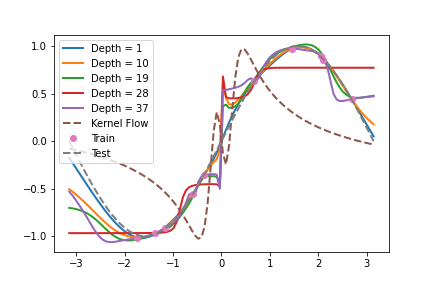 1.0
0.5
0.0
−0.5
−1.0
Depth = 1
Depth = 10
Depth = 19
Depth = 28
Depth = 37
Kernel Flow
Train
Test
−3 −2 −1 0 1 2 3